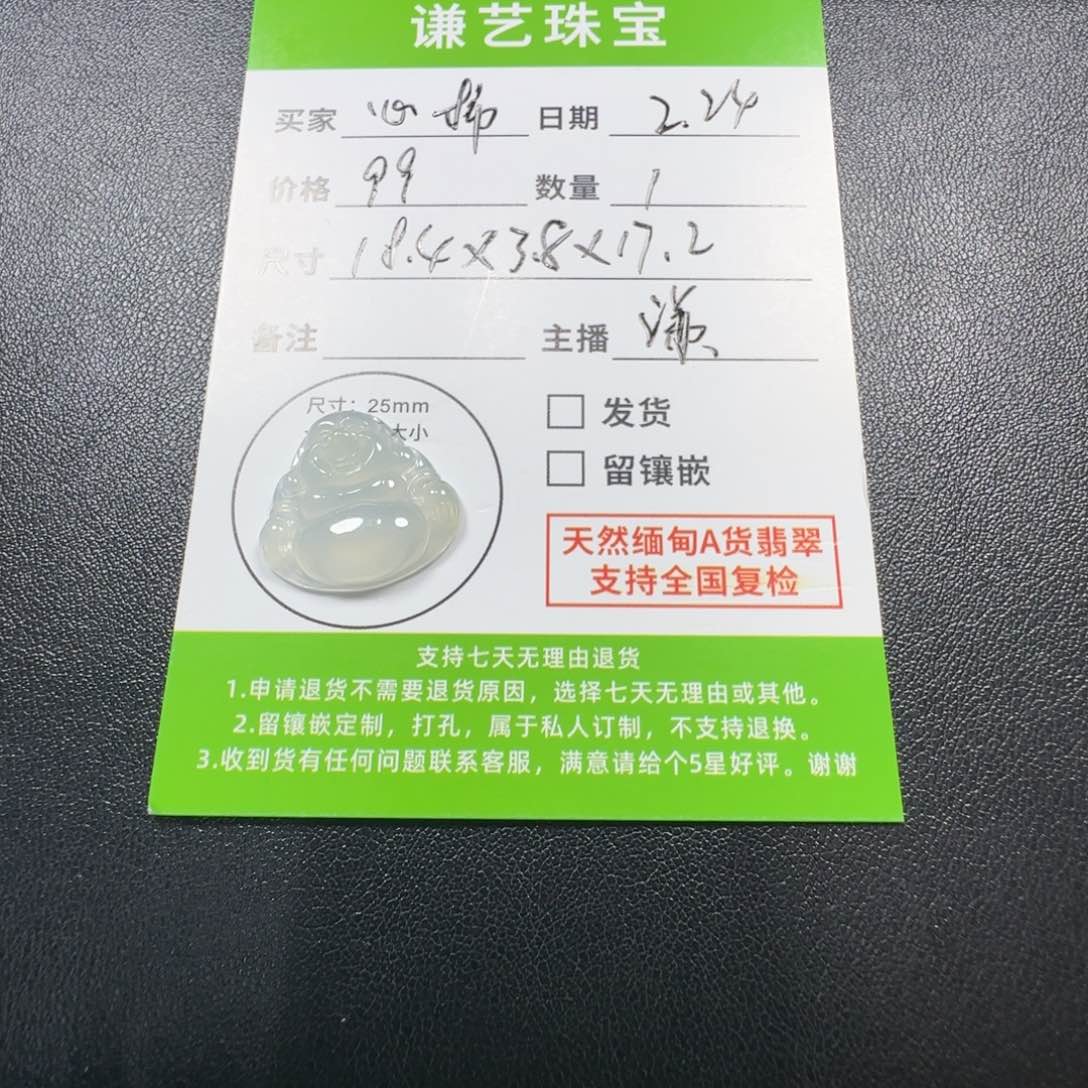 谦艺珠宝
买家 心 日期 2.24
价格 99 数量 1
尺寸 18.4×3.8×17.2
备注 主播 谦
尺寸：25mm
大小
发货
留镶嵌
天然缅甸A货翡翠
支持全国复检
支持七天无理由退货
1.申请退货不需要退货原因，选择七天无理由或其他。
2.留镶嵌定制，打孔，属于私人订制，不支持退换。
3.收到货有任何问题联系客服，满意请给个5星好评。谢谢